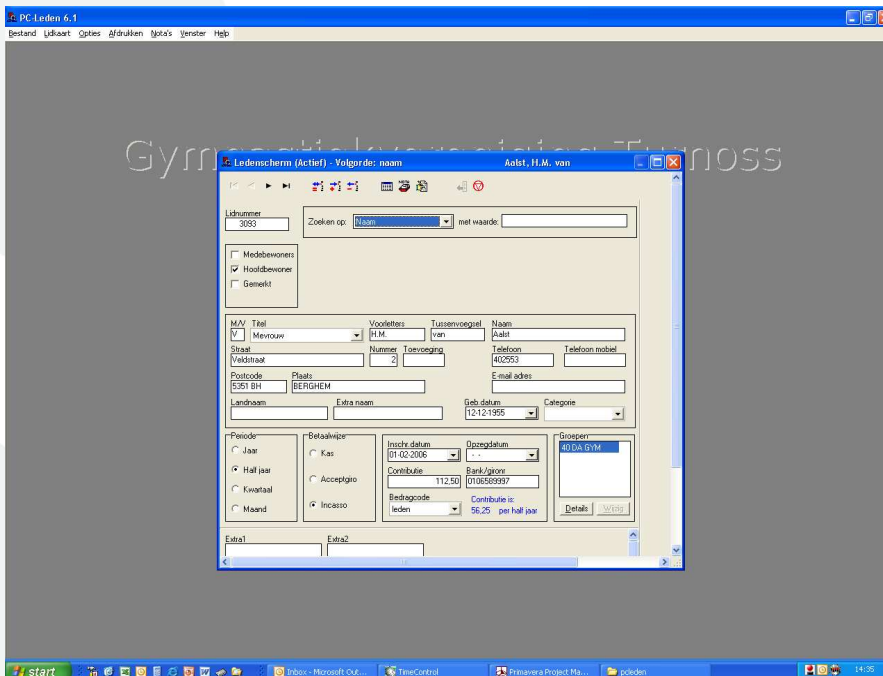 PC-Leden 6.1
Bestand Lidkaart Opties Afdrukken Nota's Venster Help
Ledenscherm (Actief) - Volgorde: naam Aalst, H.M. van
Lidnummer
3093
Zoeken op: Naam met waarde:
Medebewoners
Hoofdbewoner
Gemerkt
M/V Titel Voorletters Tussenvoegsel Naam
V Mevrouw H.M. van Aalst
Straat Nummer Toevoeging Telefoon Telefoon mobiel
Veldstraat 2 402553
Postcode Plaats E-mail adres
5351 BH BERGHEM
Landnaam Extra naam Geb.datum Categorie
12-12-1955
Periode Betaalwijze Inschr.datum Opzegdatum Groepen
Jaar Kas 01-02-2006 - - 40 DA GYM
Half jaar Acceptgiro Contributie Bank/gironr
Kwartaal 112,50 0106589997
Maand Incasso Bedragcode Contributie is:
leden 56,25 per half jaar Details Wijzig
Extra1 Extra2
start Inbox - Microsoft Out... TimeControl Primavera Project Ma... pcleden 14:35